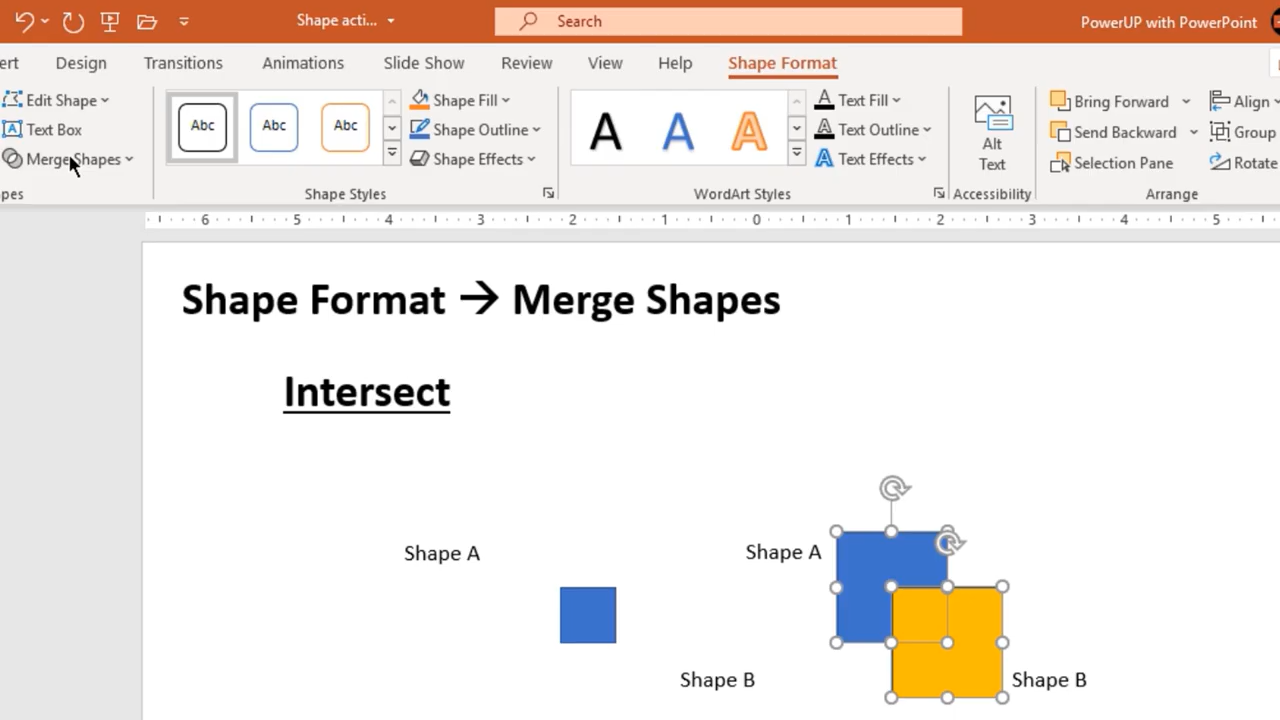 Shape acti...
Search
PowerUP with PowerPoint
ert Design Transitions Animations Slide Show Review View Help Shape Format
Edit Shape
Text Box
Merge Shapes
pes
Abc Abc Abc
Shape Fill
Shape Outline
Shape Effects
Shape Styles
A A A
Text Fill
Text Outline
Text Effects
WordArt Styles
Alt
Text
Accessibility
Bring Forward
Send Backward
Selection Pane
Align
Group
Rotate
Arrange
6 5 4 3 2 1 0 1 2 3 4 5
Shape Format → Merge Shapes
Intersect
Shape A
Shape A
Shape B
Shape B